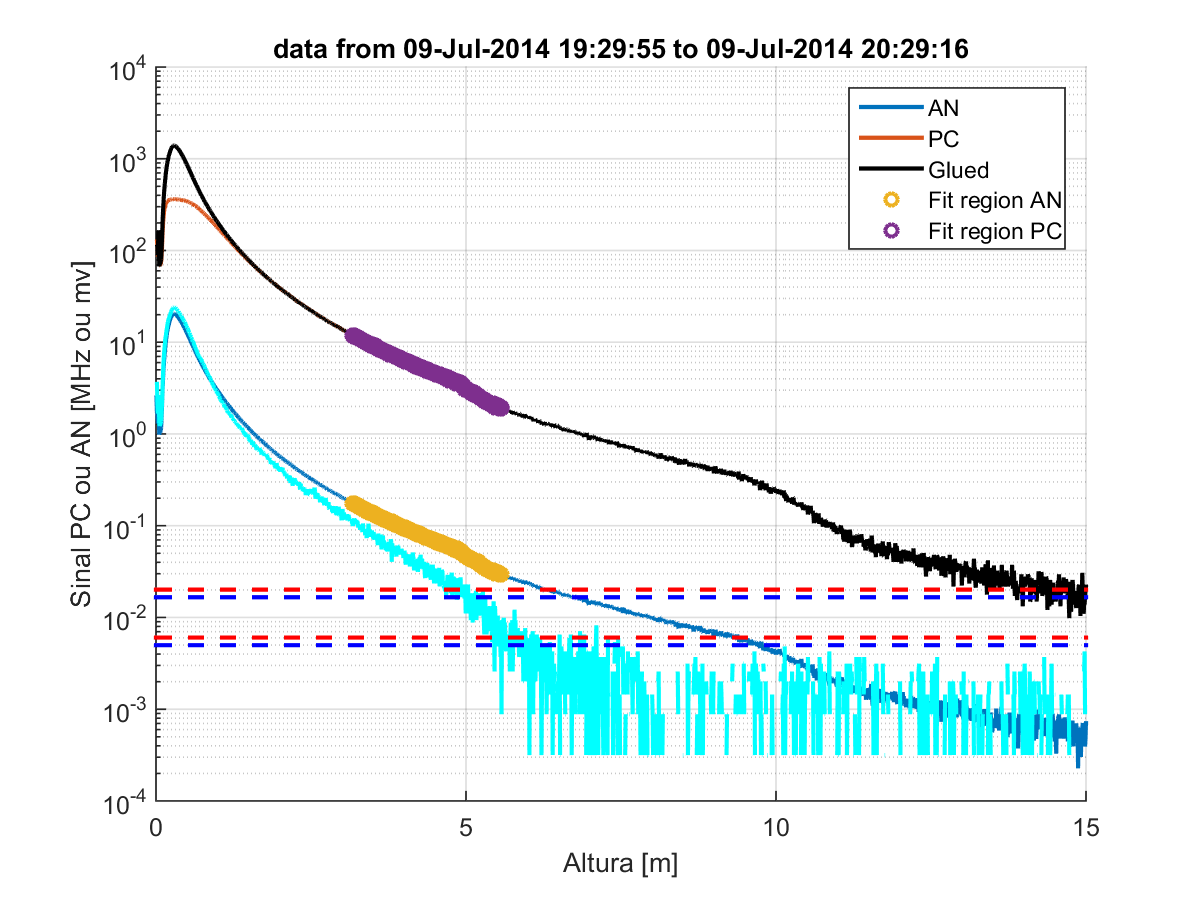 data from 09-Jul-2014 19:29:55 to 09-Jul-2014 20:29:16
10^4
10^3
10^2
10^1
10^0
10^-1
10^-2
10^-3
10^-4
Sinal PC ou AN [MHz ou mv]
AN
PC
Glued
Fit region AN
Fit region PC
0 5 10 15
Altura [m]